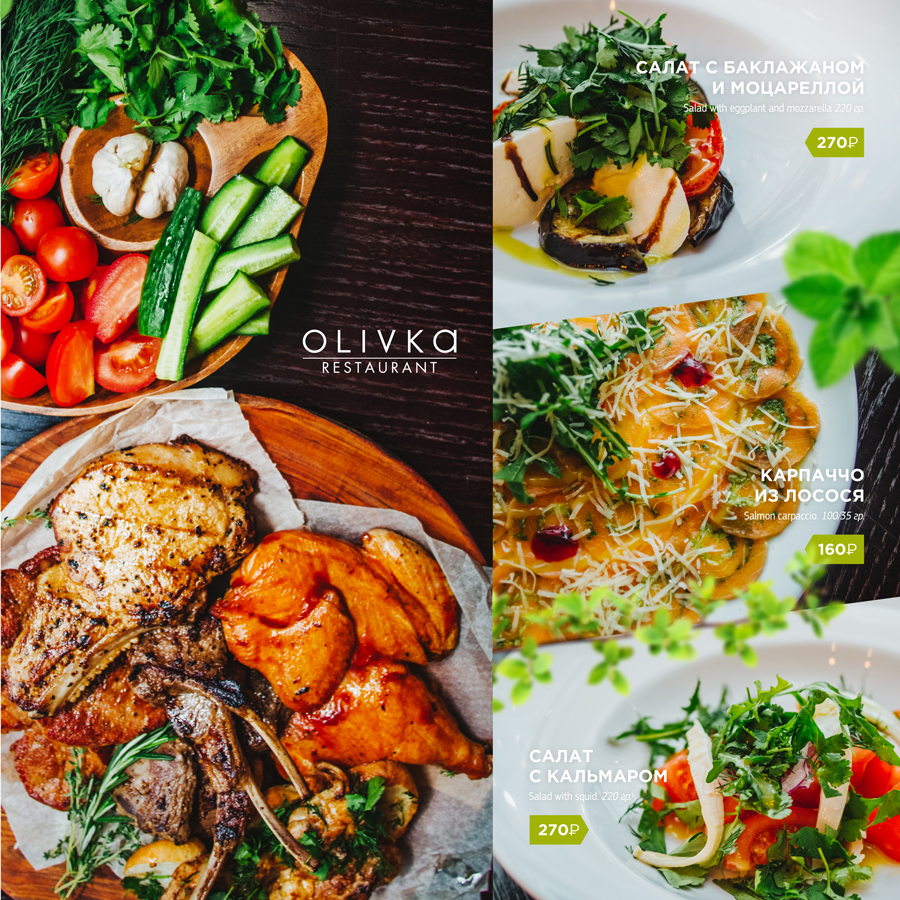 OLIVKA
RESTAURANT
САЛАТ С БАКЛАЖАНОМ
И МОЦАРЕЛЛОЙ
Salad with eggplant and mozzarella 220 гр.
270₽
КАРПАЧЧО
ИЗ ЛОСОСЯ
Salmon carpaccio. 100/35 гр.
160₽
САЛАТ
С КАЛЬМАРОМ
Salad with squid. 220 гр.
270₽